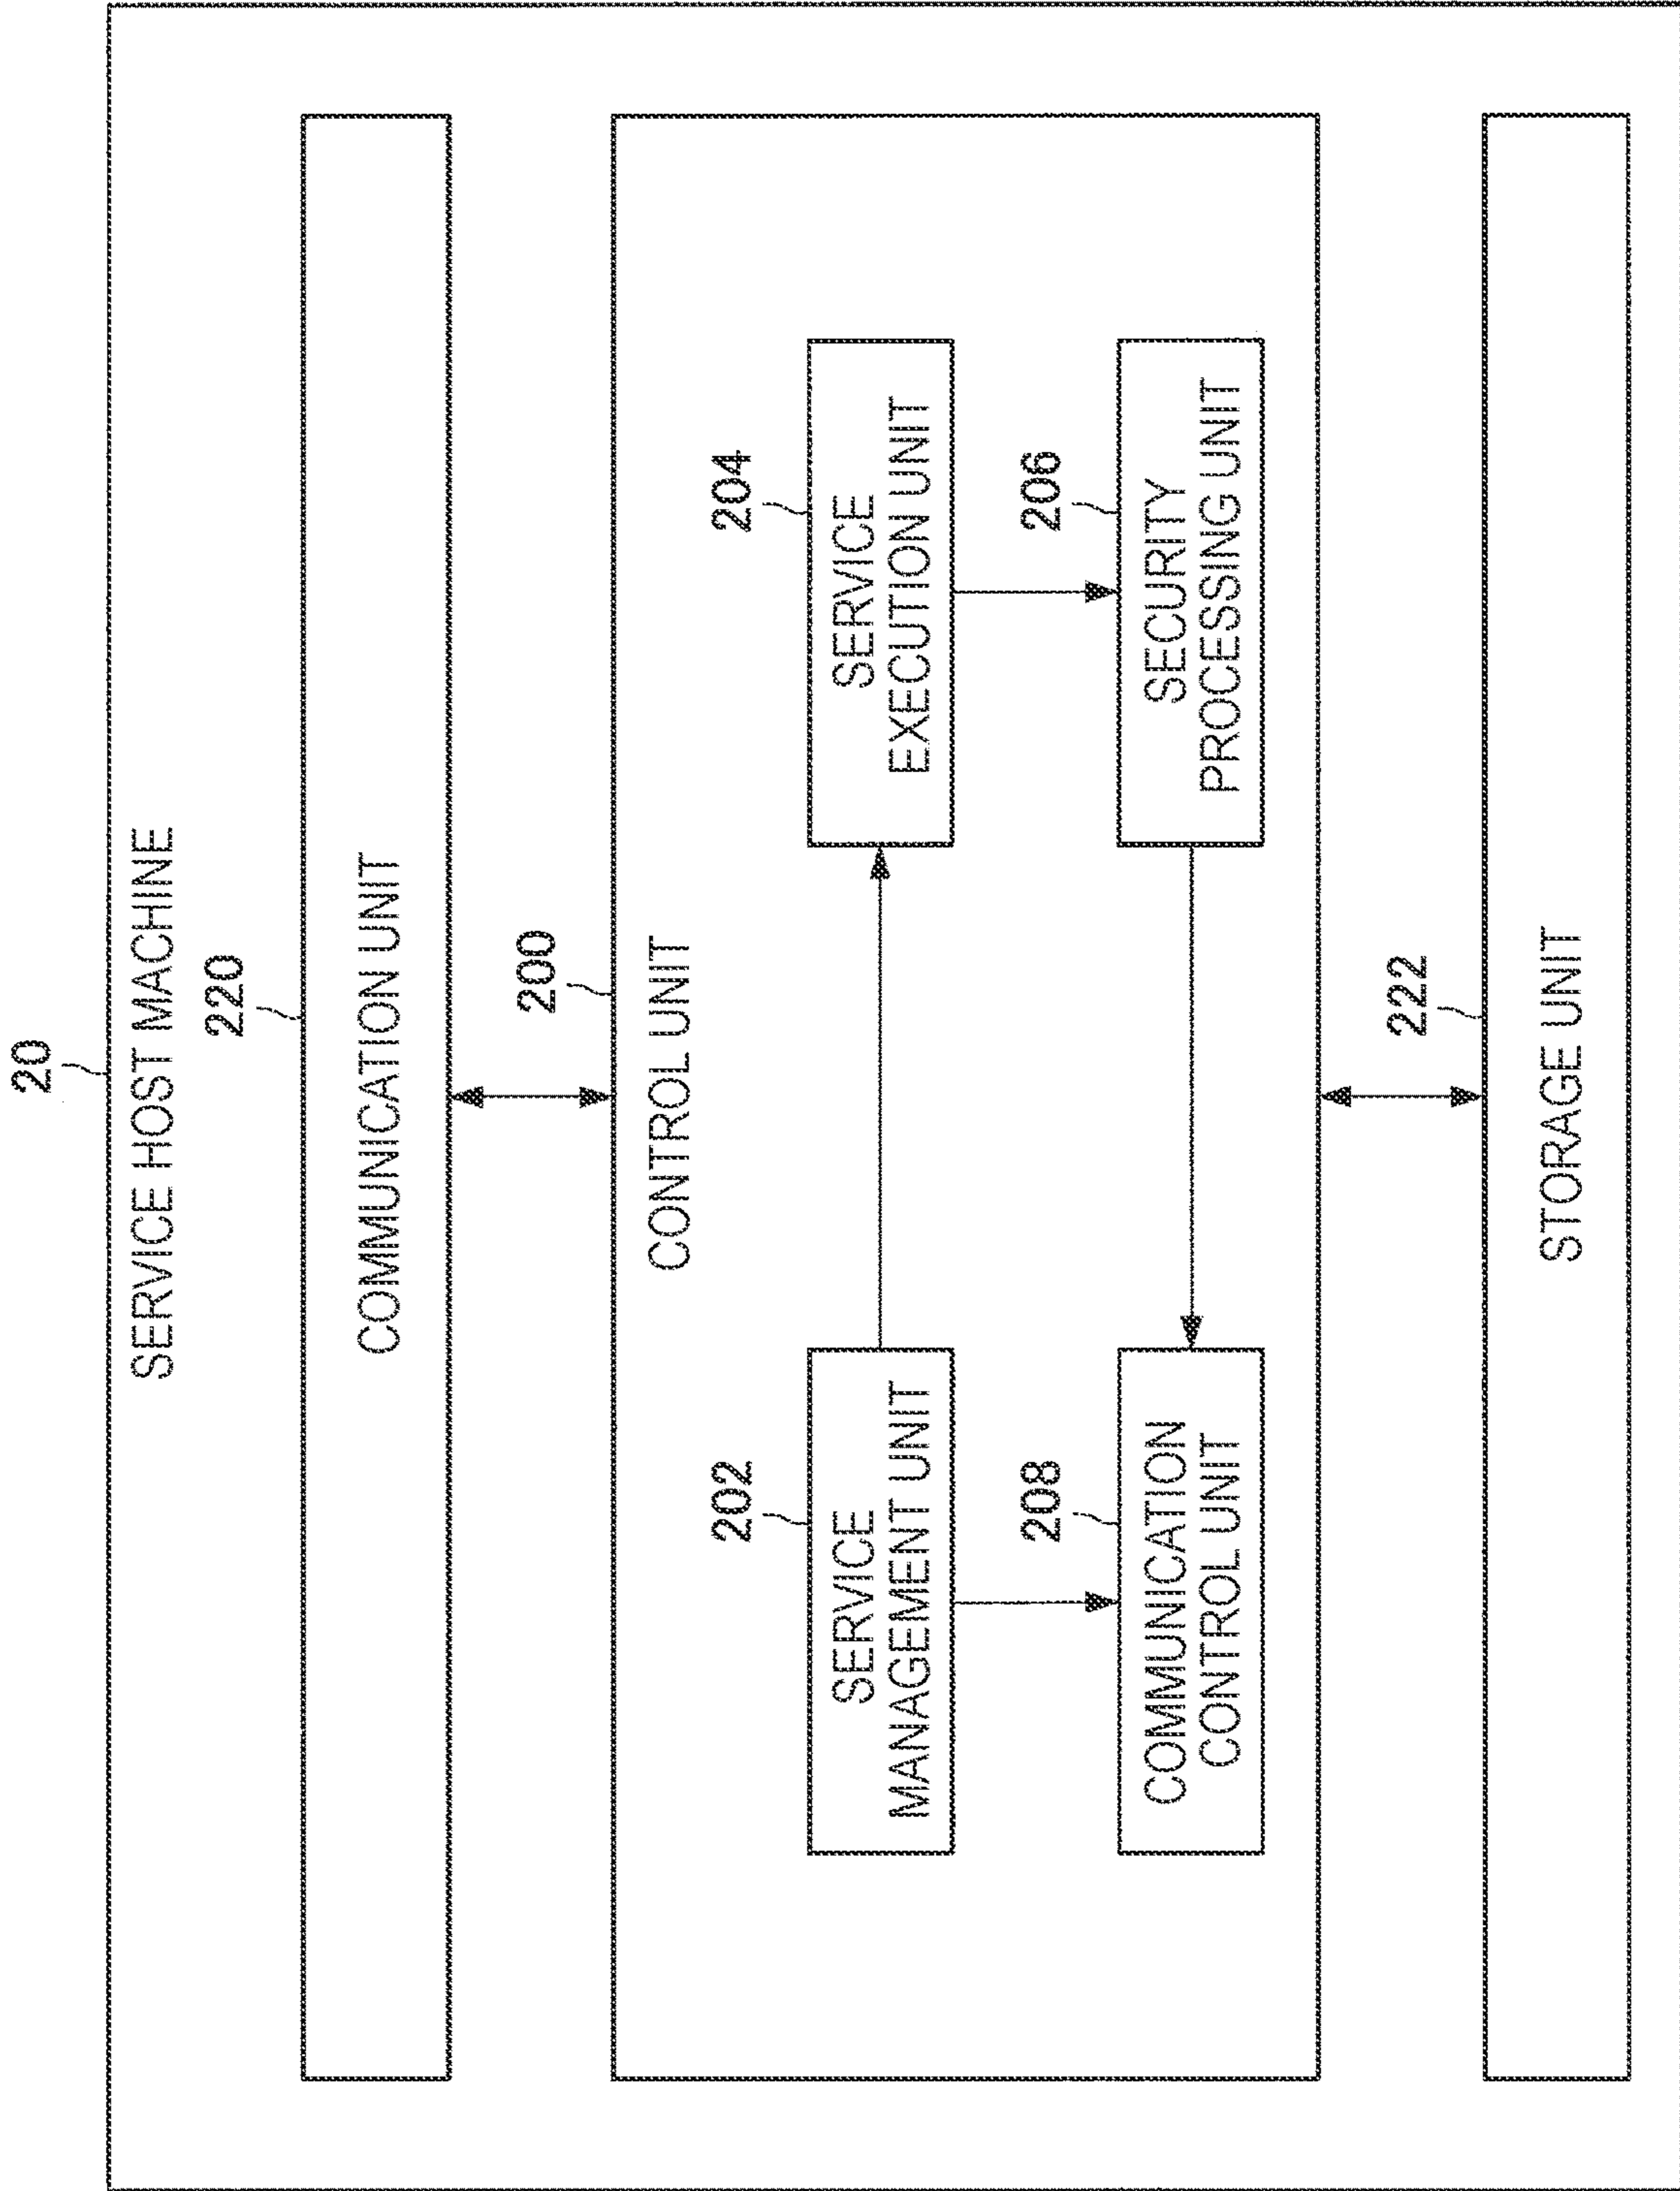 20
SERVICE HOST MACHINE
220
COMMUNICATION UNIT
200
CONTROL UNIT
202
SERVICE
MANAGEMENT UNIT
204
SERVICE
EXECUTION UNIT
208
COMMUNICATION
CONTROL UNIT
206
SECURITY
PROCESSING UNIT
222
STORAGE UNIT